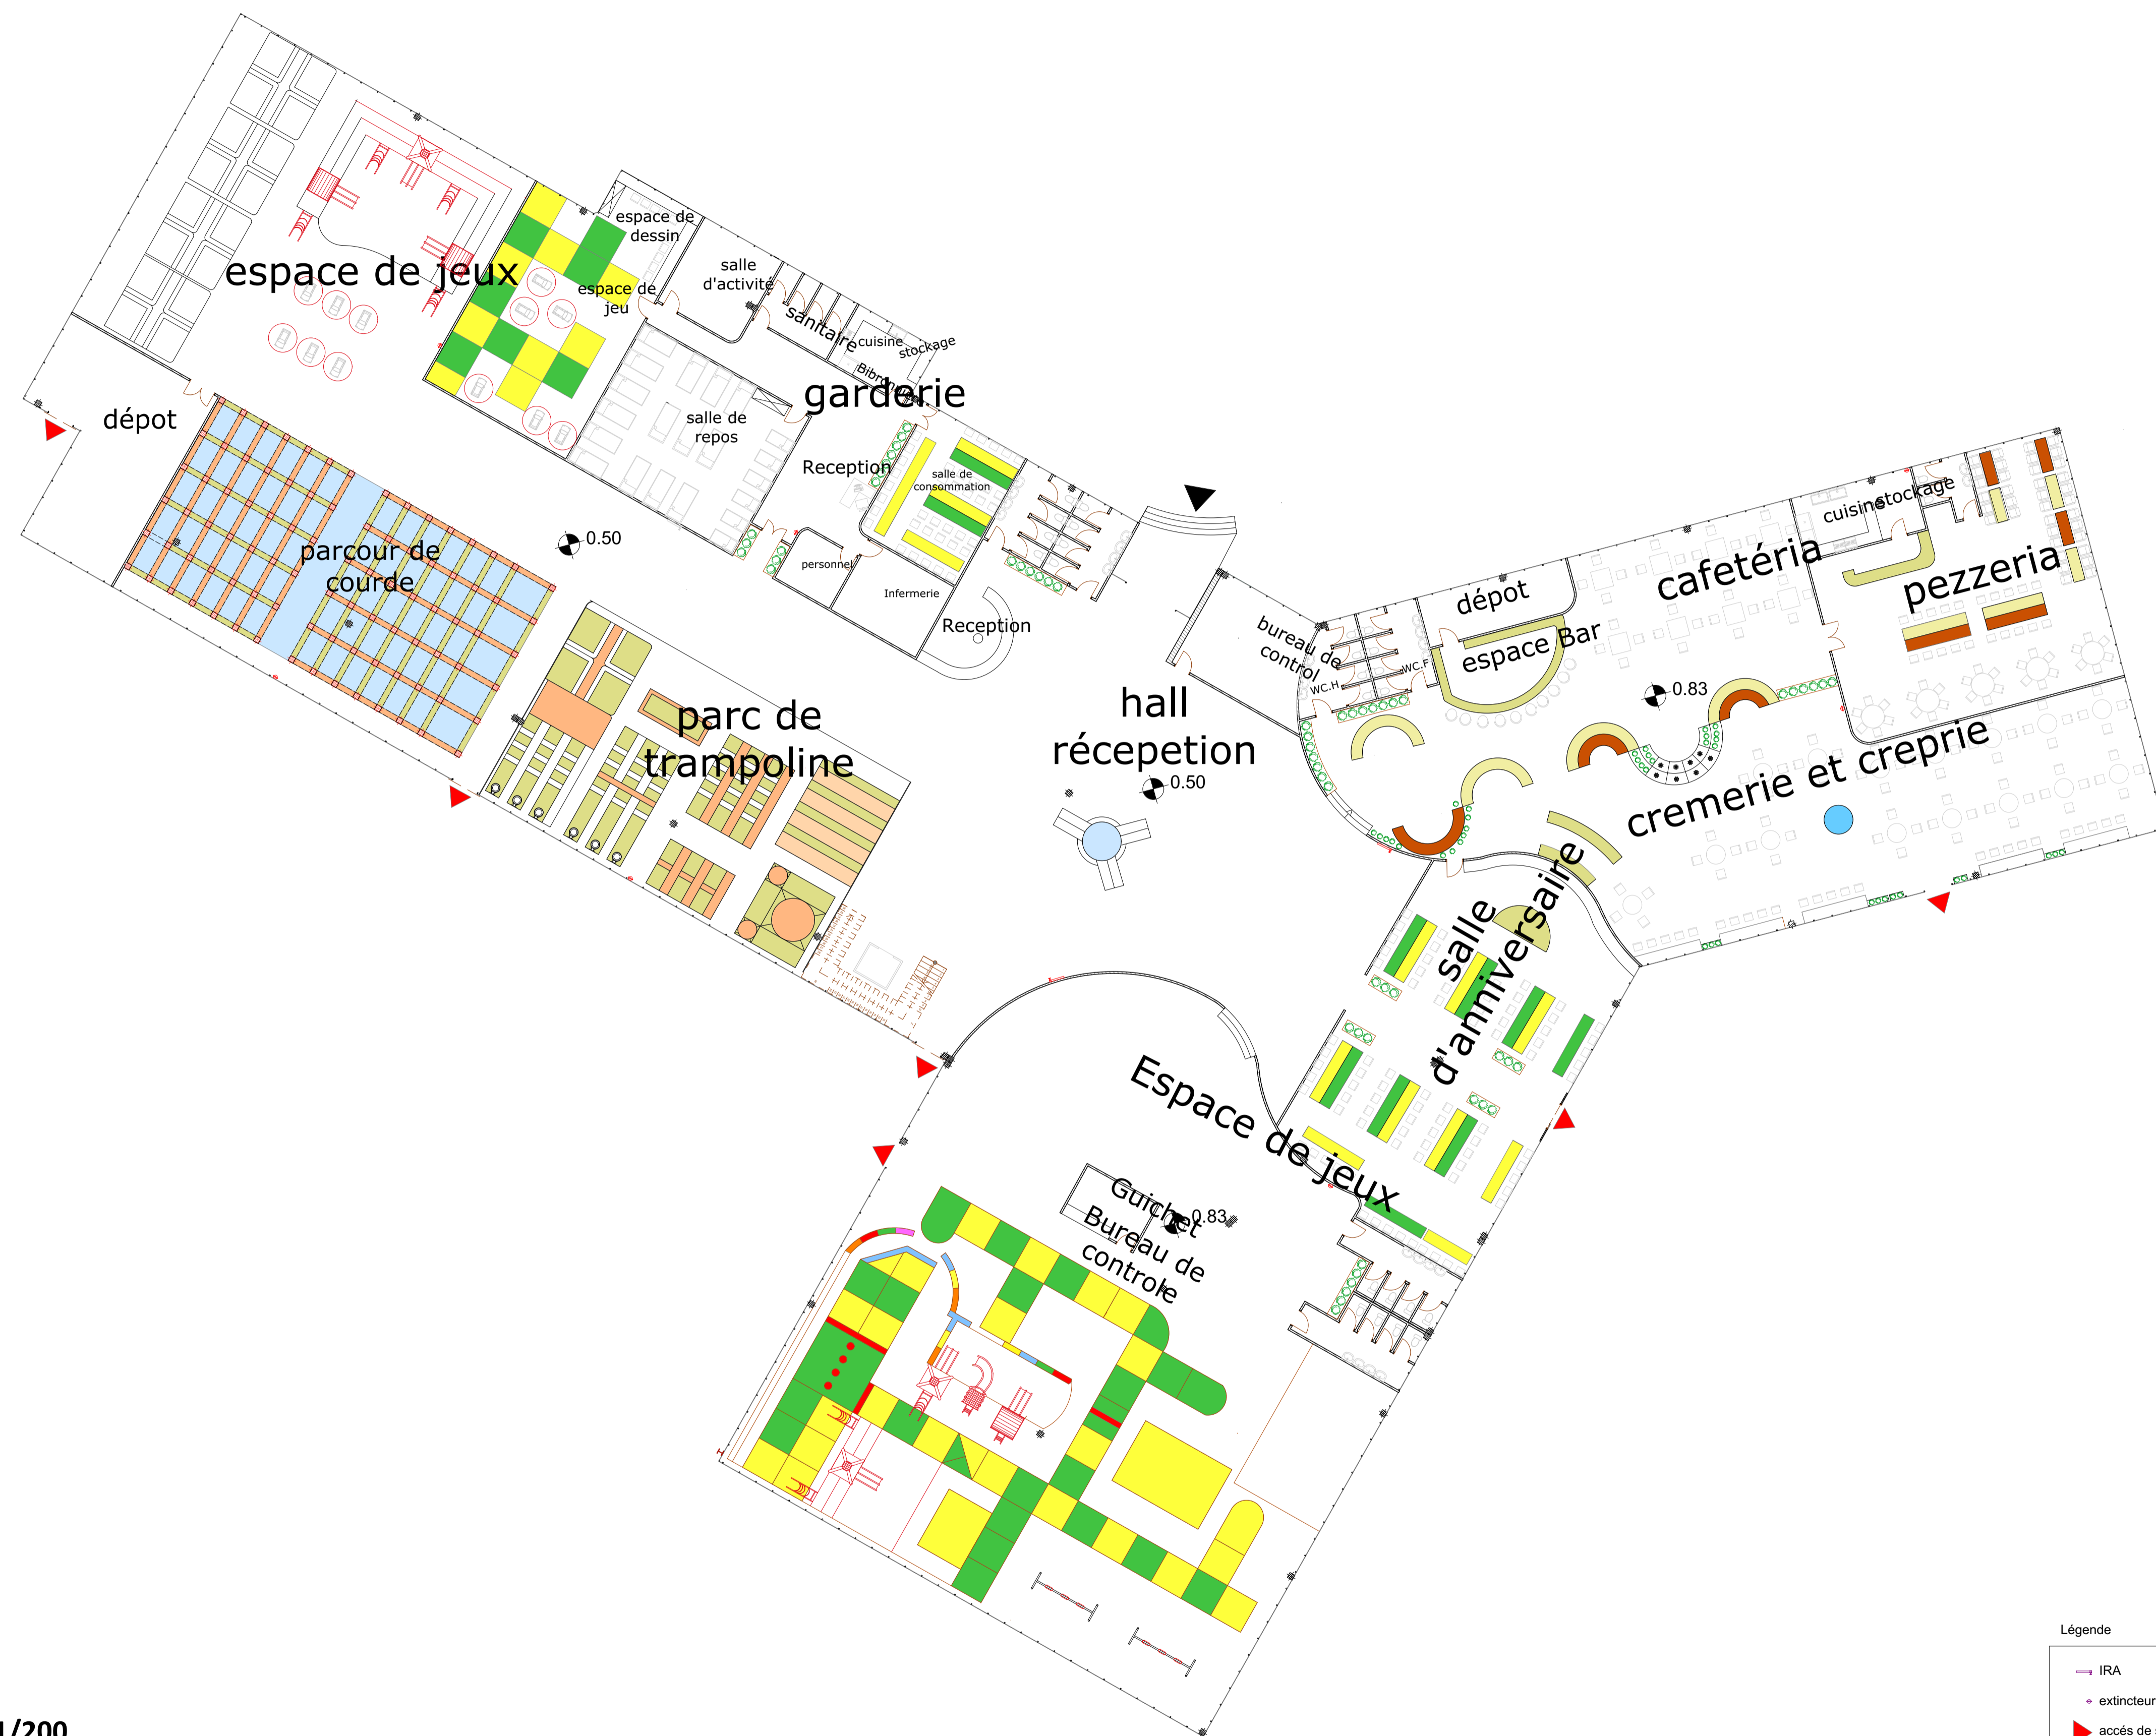 espace de jeux
espace de
dessin
salle
d'activité
espace de
jeu
sanitaire
cuisine
stockage
garderie
dépot
salle de
repos
Reception
salle de
consommation
parcour de
courde
0.50
personnel
Infermerie
Reception
parc de
trampoline
hall
récepetion
0.50
bureau de
control
WC.H
WC.F
dépot
espace Bar
cafetéria
cuisine
stockage
pezzeria
0.83
cremerie et creprie
salle
d'anniversaire
Espace de jeux
Guichet
0.83
Bureau de
controle
Légende
IRA
extincteur
accés de
1/200